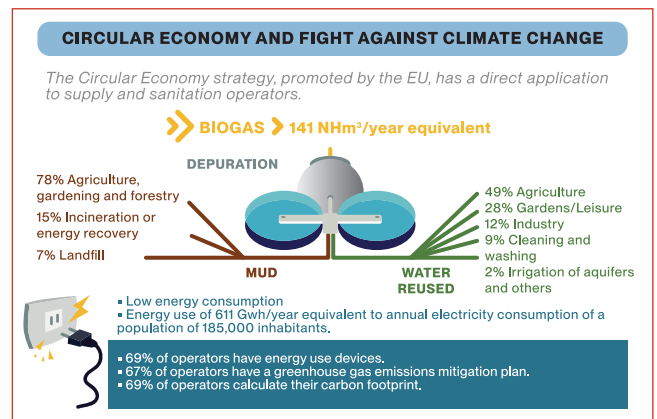 CIRCULAR ECONOMY AND FIGHT AGAINST CLIMATE CHANGE
The Circular Economy strategy, promoted by the EU, has a direct application
to supply and sanitation operators.
BIOGAS > 141 NHm³/year equivalent
DEPURATION
78% Agriculture,
gardening and forestry
15% Incineration or
energy recovery
7% Landfill
MUD
49% Agriculture
28% Gardens/Leisure
12% Industry
9% Cleaning and
washing
2% Irrigation of aquifers
and others
WATER
REUSED
▪ Low energy consumption
▪ Energy use of 611 Gwh/year equivalent to annual electricity consumption of a
population of 185,000 inhabitants.
▪ 69% of operators have energy use devices.
▪ 67% of operators have a greenhouse gas emissions mitigation plan.
▪ 69% of operators calculate their carbon footprint.